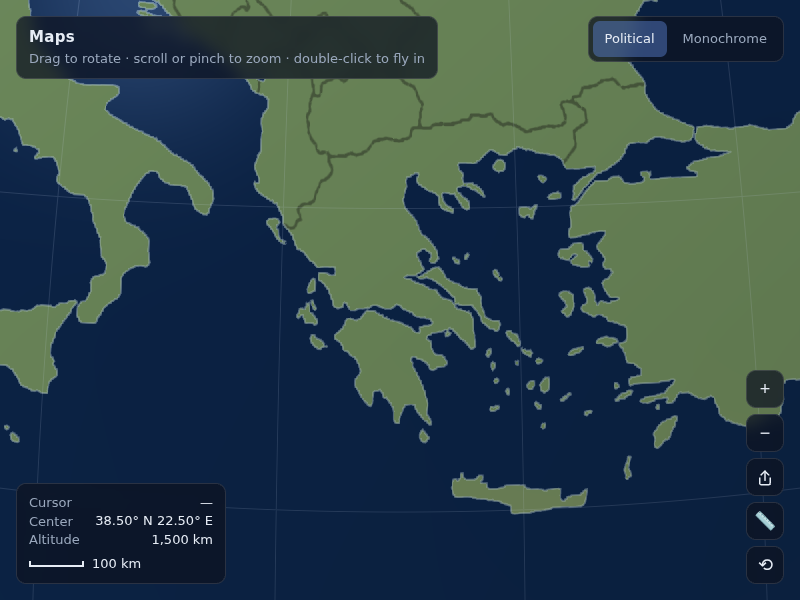 Maps
Drag to rotate · scroll or pinch to zoom · double-click to fly in
Political Monochrome
+
−
Cursor —
Center 38.50° N 22.50° E
Altitude 1,500 km
100 km